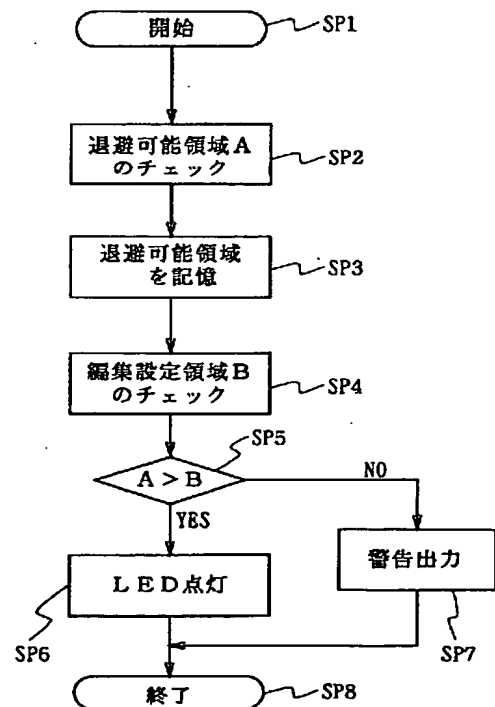 開始
SP1
退避可能領域A
のチェック
SP2
退避可能領域
を記憶
SP3
編集設定領域B
のチェック
SP4
SP5
A>B
NO
YES
LED点灯
SP6
警告出力
SP7
終了
SP8